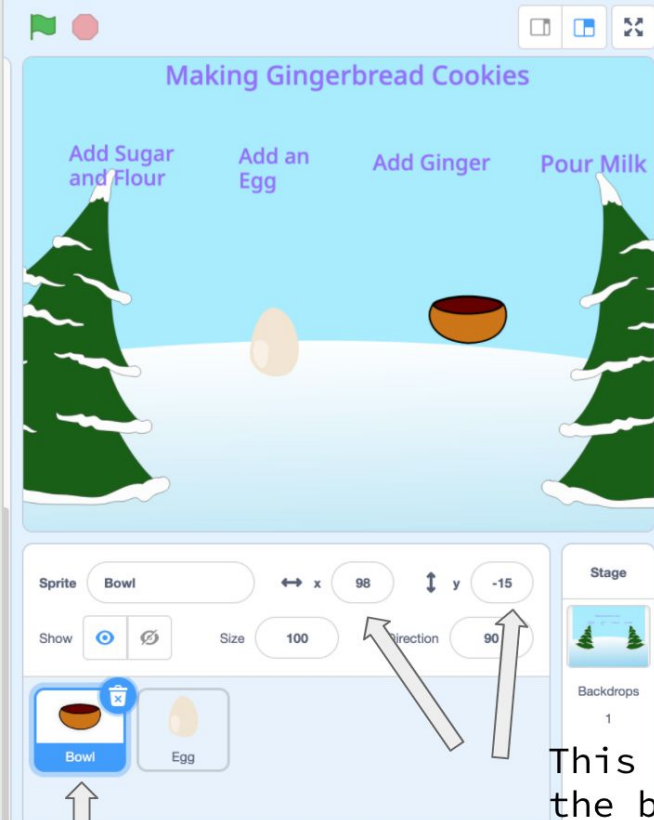 Making Gingerbread Cookies
Add Sugar
and Flour
Add an
Egg
Add Ginger
Pour Milk
Sprite Bowl x 98 y -15
Show Size 100 Direction 90
Bowl
Egg
Stage
Backdrops
1
This
the b